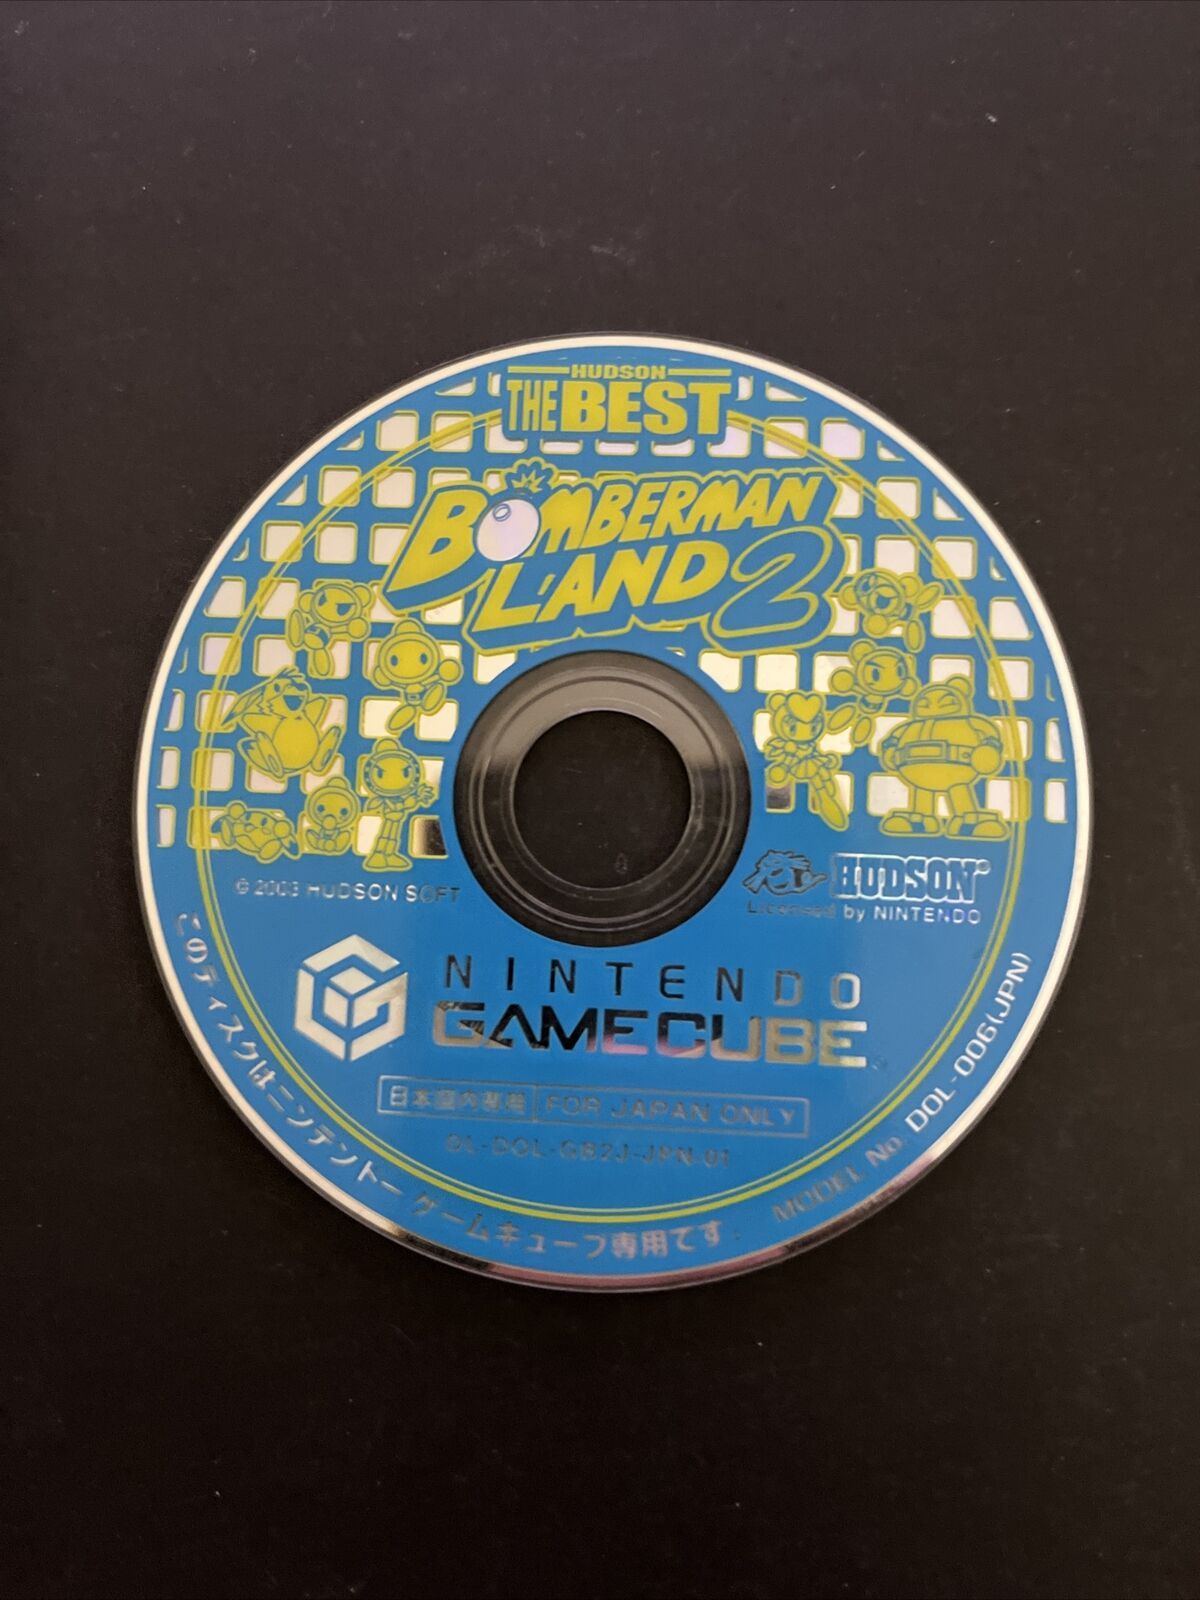 HUDSON
THE BEST
BOMBERMAN
LAND 2
© 2003 HUDSON SOFT
HUDSON®
Licensed by NINTENDO
NINTENDO
GAMECUBE
日本国内専用 FOR JAPAN ONLY
DL-DOL-GB2J-JPN-01
このディスクはニンテンドー ゲームキューブ専用です。
MODEL No. DOL-006(JPN)